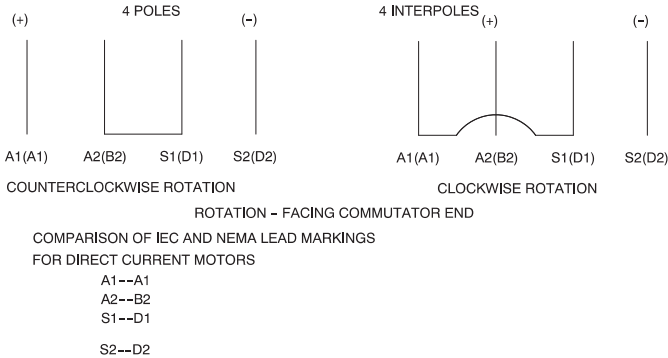 4 POLES 4 INTERPOLES
(+) (-) (+) (-)
A1(A1) A2(B2) S1(D1) S2(D2) A1(A1) A2(B2) S1(D1) S2(D2)
COUNTERCLOCKWISE ROTATION CLOCKWISE ROTATION
ROTATION - FACING COMMUTATOR END
COMPARISON OF IEC AND NEMA LEAD MARKINGS
FOR DIRECT CURRENT MOTORS
A1--A1
A2--B2
S1--D1
S2--D2